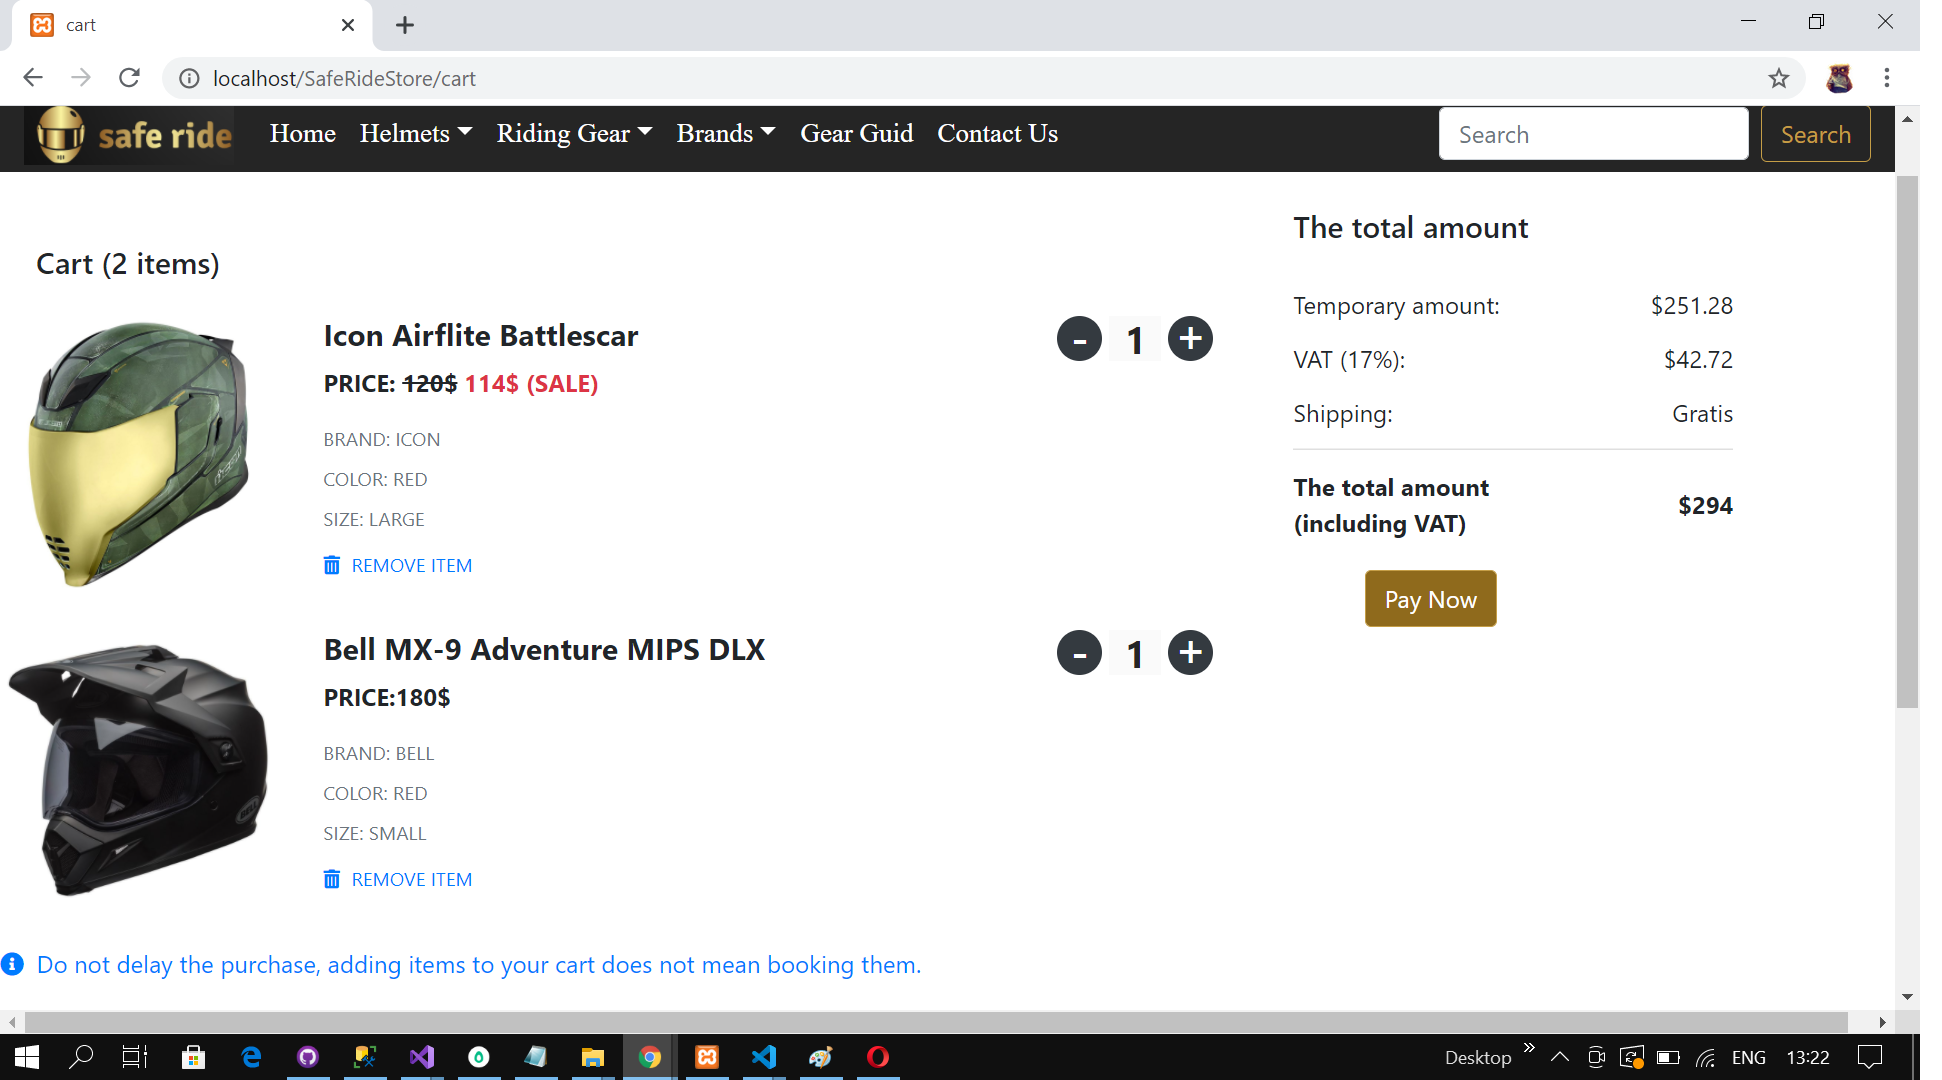 cart
localhost/SafeRideStore/cart
safe ride Home Helmets Riding Gear Brands Gear Guid Contact Us Search Search
Cart (2 items)
Icon Airflite Battlescar
PRICE: 120$ 114$ (SALE)
BRAND: ICON
COLOR: RED
SIZE: LARGE
REMOVE ITEM
- 1 +
Bell MX-9 Adventure MIPS DLX
PRICE:180$
BRAND: BELL
COLOR: RED
SIZE: SMALL
REMOVE ITEM
- 1 +
Do not delay the purchase, adding items to your cart does not mean booking them.
The total amount
Temporary amount: $251.28
VAT (17%): $42.72
Shipping: Gratis
The total amount
(including VAT) $294
Pay Now
Desktop ENG 13:22